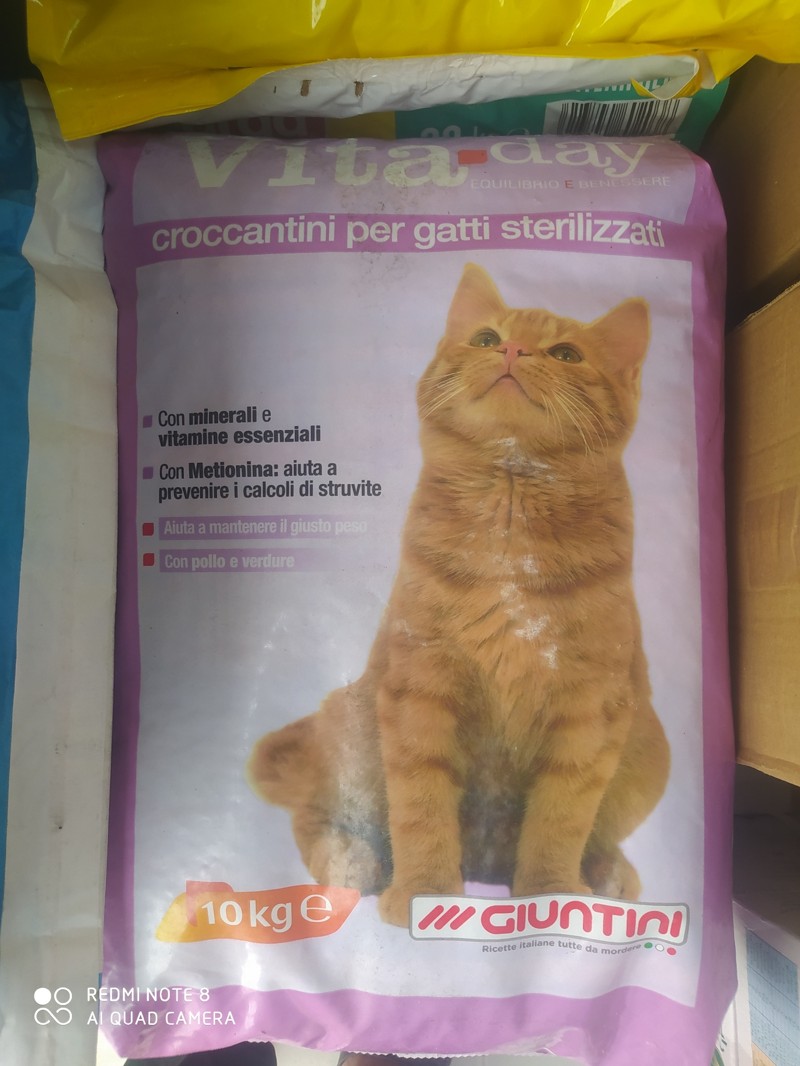 vita day
EQUILIBRIO E BENESSERE
croccantini per gatti sterilizzati
Con minerali e
vitamine essenziali
Con Metionina: aiuta a
prevenire i calcoli di struvite
Aiuta a mantenere il giusto peso
Con pollo e verdure
10 kg e
GIUNTINI
Ricette italiane tutte da mordere
REDMI NOTE 8
AI QUAD CAMERA